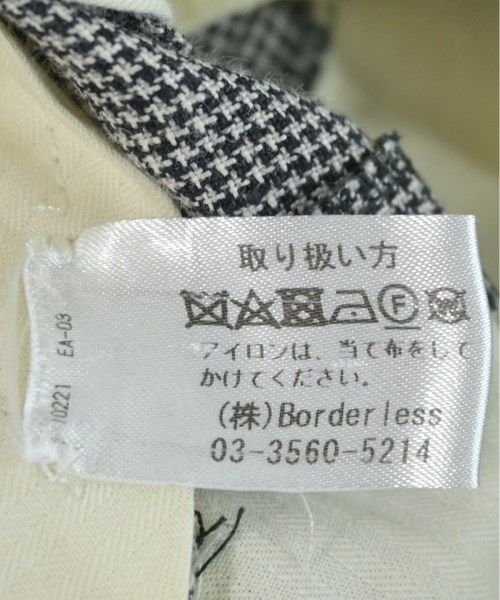 取り扱い方
F
アイロンは、当て布をして
かけてください。
(株)Borderless
03-3560-5214
EA-03
10221